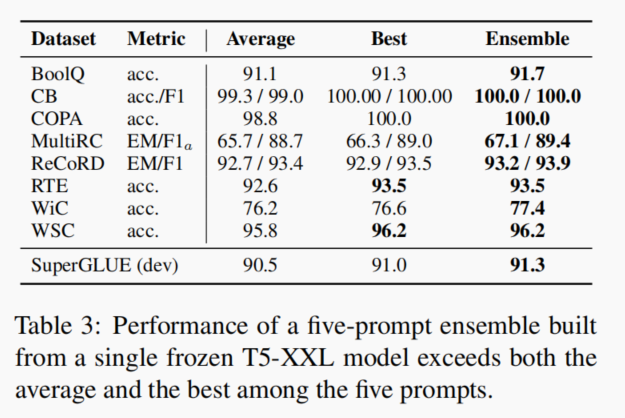 Dataset Metric Average Best Ensemble
BoolQ acc. 91.1 91.3 91.7
CB acc./F1 99.3 / 99.0 100.00 / 100.00 100.0 / 100.0
COPA acc. 98.8 100.0 100.0
MultiRC EM/F1a 65.7 / 88.7 66.3 / 89.0 67.1 / 89.4
ReCoRD EM/F1 92.7 / 93.4 92.9 / 93.5 93.2 / 93.9
RTE acc. 92.6 93.5 93.5
WiC acc. 76.2 76.6 77.4
WSC acc. 95.8 96.2 96.2
SuperGLUE (dev) 90.5 91.0 91.3
Table 3: Performance of a five-prompt ensemble built
from a single frozen T5-XXL model exceeds both the
average and the best among the five prompts.